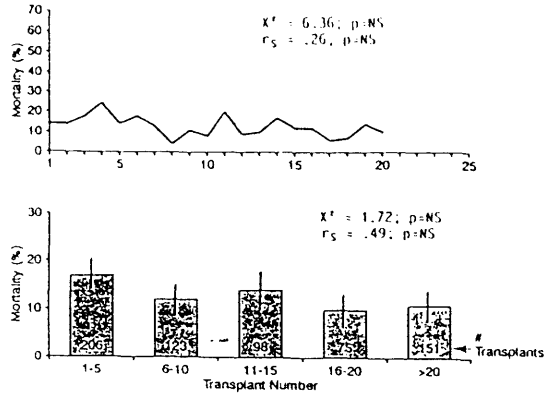 70
60
50
40
30
20
10
0
Mortality (%)
X² = 6.36; p=NS
rs = .26, p=NS
1 5 10 15 20 25
30
20
10
0
Mortality (%)
X² = 1.72; p=NS
rs = .49; p=NS
206 123 98 75 151
# Transplants
1-5 6-10 11-15 16-20 >20
Transplant Number